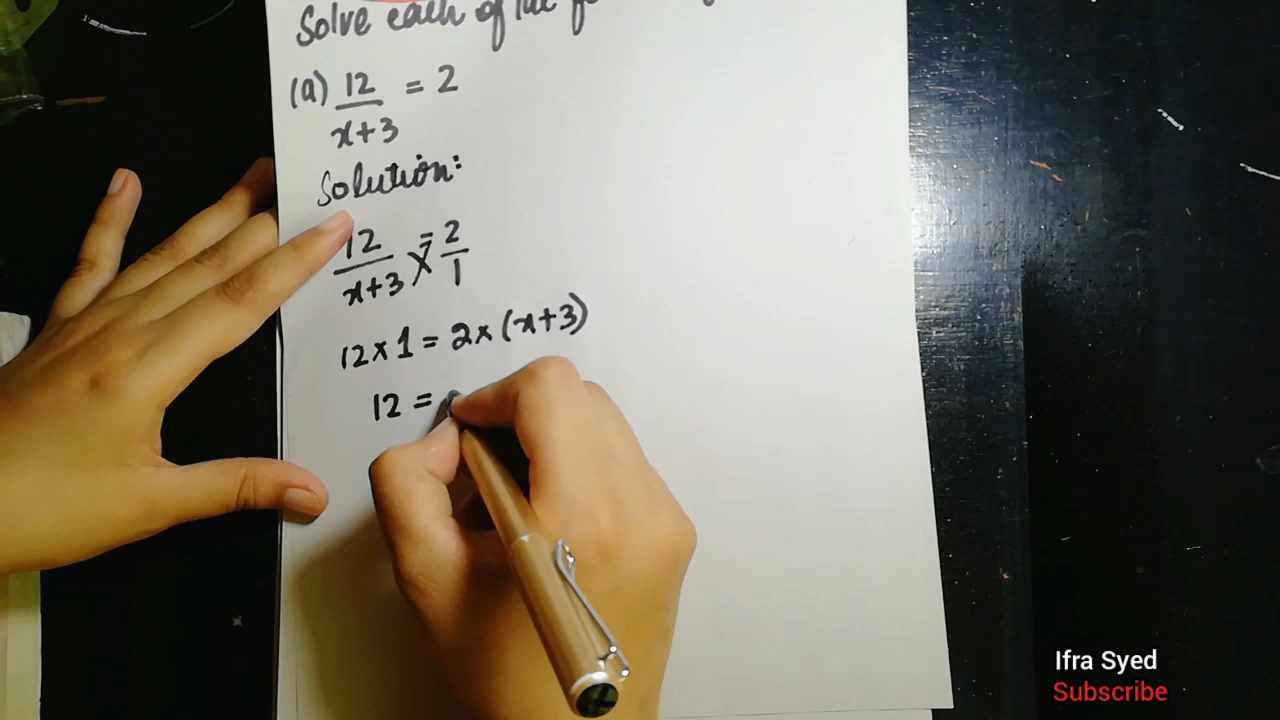 Solve each of the
(a) 12/x+3 = 2
Solution:
12/x+3 = 2/1
12 × 1 = 2 × (x+3)
12 =
Ifra Syed
Subscribe